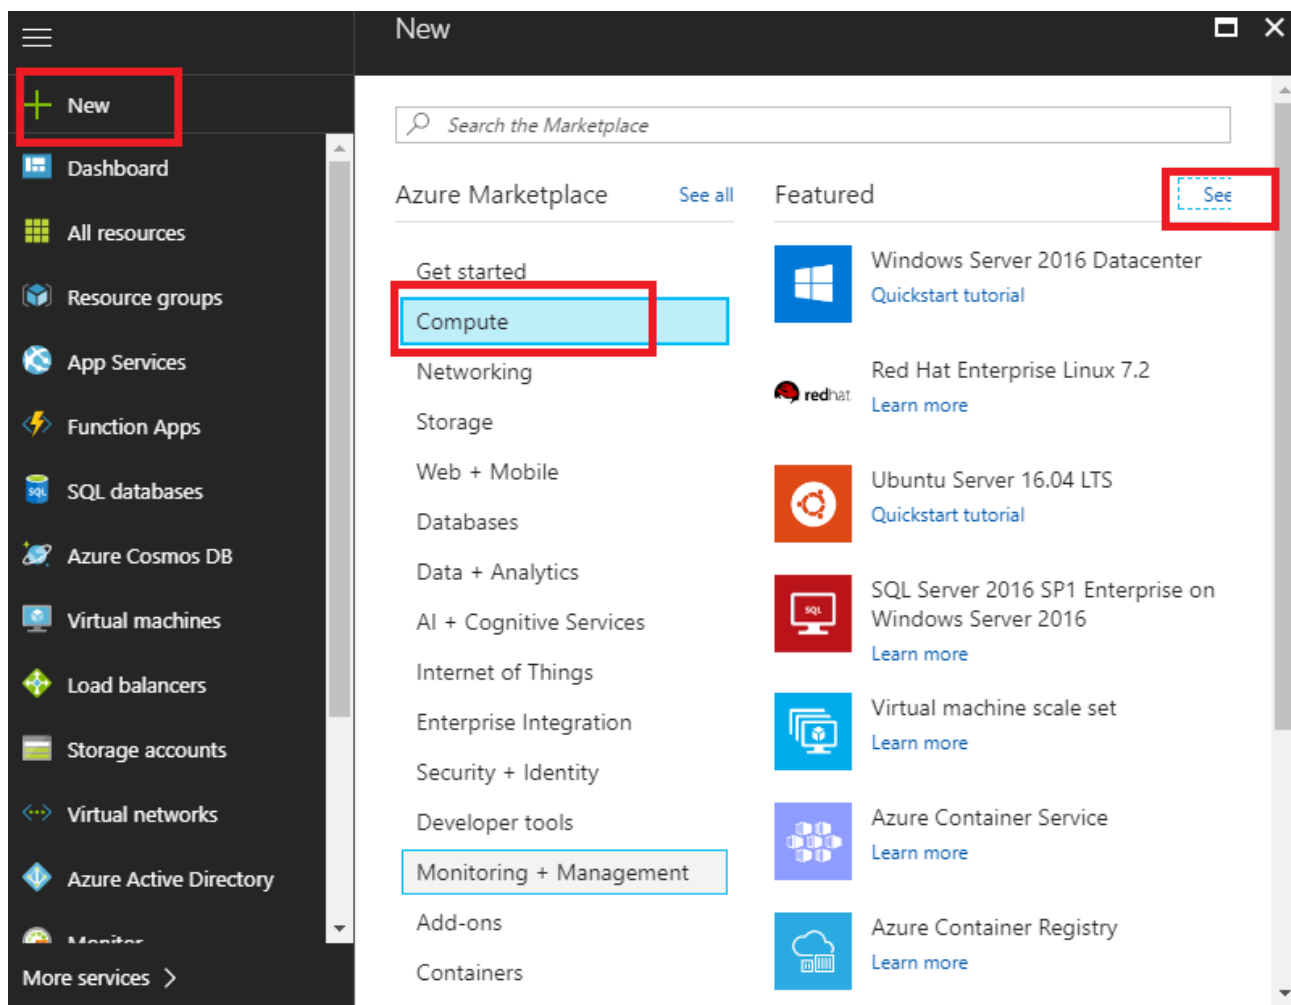 New
New
Dashboard
All resources
Resource groups
App Services
Function Apps
SQL
SQL databases
Azure Cosmos DB
Virtual machines
Load balancers
Storage accounts
Virtual networks
Azure Active Directory
Monitor
More services
Search the Marketplace
Azure Marketplace
See all
Get started
Compute
Networking
Storage
Web + Mobile
Databases
Data + Analytics
AI + Cognitive Services
Internet of Things
Enterprise Integration
Security + Identity
Developer tools
Monitoring + Management
Add-ons
Containers
Featured
See
Windows Server 2016 Datacenter
Quickstart tutorial
redhat
Red Hat Enterprise Linux 7.2
Learn more
Ubuntu Server 16.04 LTS
Quickstart tutorial
SQL
SQL Server 2016 SP1 Enterprise on
Windows Server 2016
Learn more
Virtual machine scale set
Learn more
Azure Container Service
Learn more
Azure Container Registry
Learn more